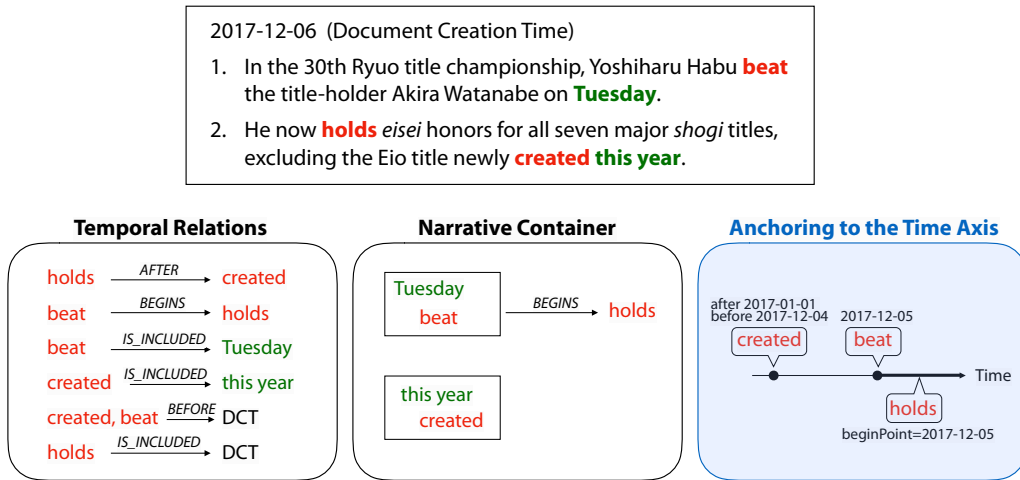 2017-12-06 (Document Creation Time)
1. In the 30th Ryuo title championship, Yoshiharu Habu beat
the title-holder Akira Watanabe on Tuesday.
2. He now holds eisei honors for all seven major shogi titles,
excluding the Eio title newly created this year.
Temporal Relations
holds AFTER created
beat BEGINS holds
beat IS_INCLUDED Tuesday
created IS_INCLUDED this year
created, beat BEFORE DCT
holds IS_INCLUDED DCT
Narrative Container
Tuesday
beat
BEGINS
holds
this year
created
Anchoring to the Time Axis
after 2017-01-01
before 2017-12-04
2017-12-05
created
beat
Time
holds
beginPoint=2017-12-05